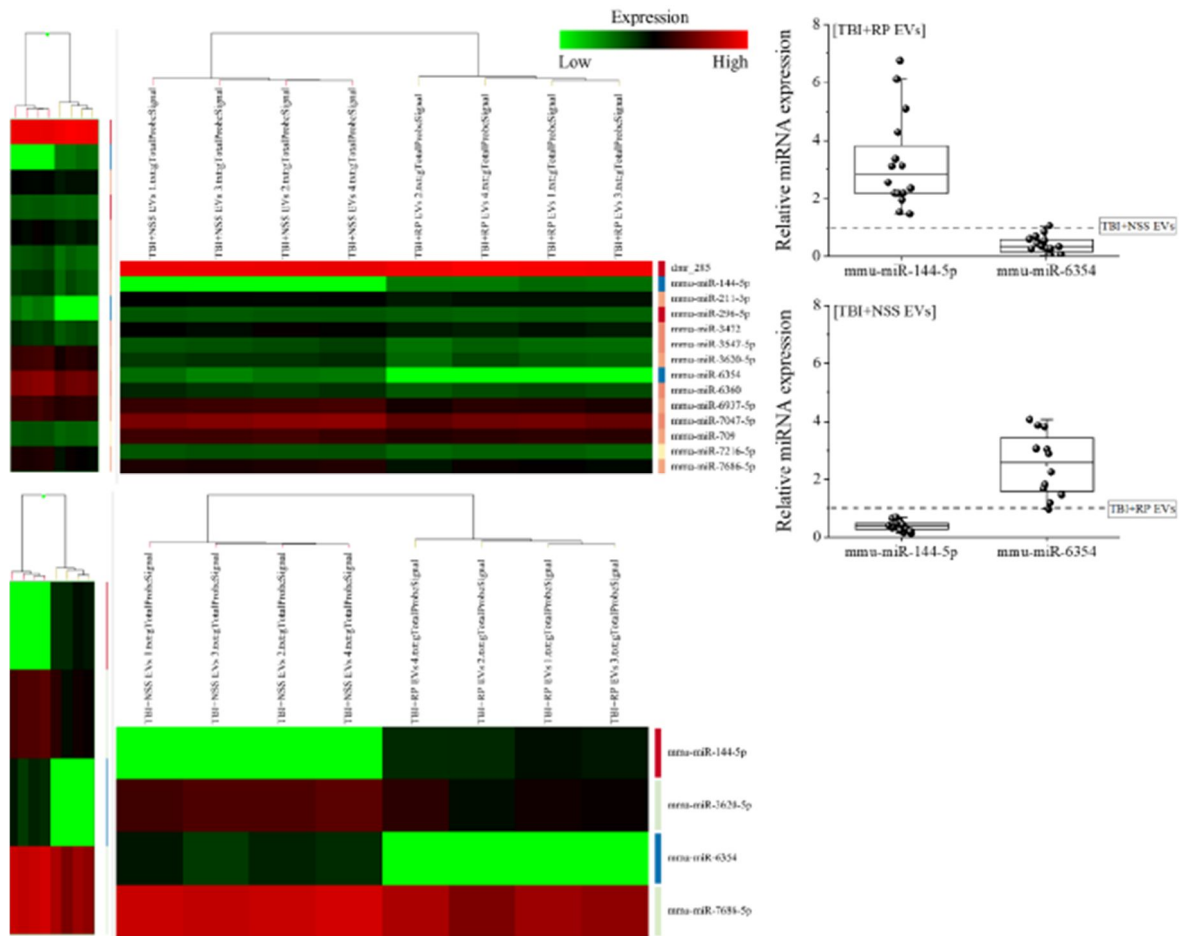 Expression
Low High
TBI+NSS EVs 1.txt:gTotalProbeSignal
TBI+NSS EVs 3.txt:gTotalProbeSignal
TBI+NSS EVs 2.txt:gTotalProbeSignal
TBI+NSS EVs 4.txt:gTotalProbeSignal
TBI+RP EVs 2.txt:gTotalProbeSignal
TBI+RP EVs 4.txt:gTotalProbeSignal
TBI+RP EVs 1.txt:gTotalProbeSignal
TBI+RP EVs 3.txt:gTotalProbeSignal
dmr_285
mmu-miR-144-5p
mmu-miR-211-3p
mmu-miR-296-5p
mmu-miR-3472
mmu-miR-3547-5p
mmu-miR-3620-5p
mmu-miR-6354
mmu-miR-6360
mmu-miR-6937-5p
mmu-miR-7047-5p
mmu-miR-709
mmu-miR-7216-5p
mmu-miR-7686-5p
[TBI+RP EVs]
Relative miRNA expression
8
6
4
2
0
TBI+NSS EVs
mmu-miR-144-5p mmu-miR-6354
[TBI+NSS EVs]
Relative miRNA expression
8
6
4
2
0
TBI+RP EVs
mmu-miR-144-5p mmu-miR-6354
TBI+NSS EVs 1.txt:gTotalProbeSignal
TBI+NSS EVs 3.txt:gTotalProbeSignal
TBI+NSS EVs 2.txt:gTotalProbeSignal
TBI+NSS EVs 4.txt:gTotalProbeSignal
TBI+RP EVs 4.txt:gTotalProbeSignal
TBI+RP EVs 2.txt:gTotalProbeSignal
TBI+RP EVs 1.txt:gTotalProbeSignal
TBI+RP EVs 3.txt:gTotalProbeSignal
mmu-miR-144-5p
mmu-miR-3620-5p
mmu-miR-6354
mmu-miR-7686-5p